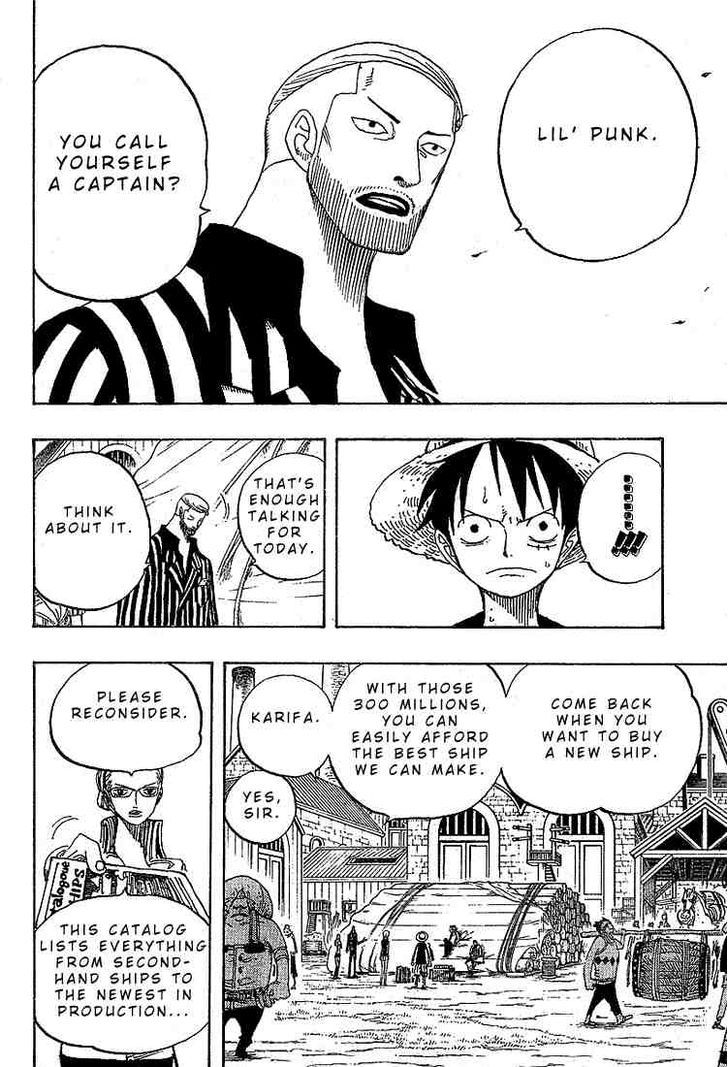 LIL' PUNK.
YOU CALL
YOURSELF
A CAPTAIN?
......!!!
THAT'S
ENOUGH
TALKING
FOR
TODAY.
THINK
ABOUT IT.
COME BACK
WHEN YOU
WANT TO BUY
A NEW SHIP.
WITH THOSE
300 MILLIONS,
YOU CAN
EASILY AFFORD
THE BEST SHIP
WE CAN MAKE.
KARIFA.
YES,
SIR.
PLEASE
RECONSIDER.
THIS CATALOG
LISTS EVERYTHING
FROM SECOND-
HAND SHIPS TO
THE NEWEST IN
PRODUCTION...